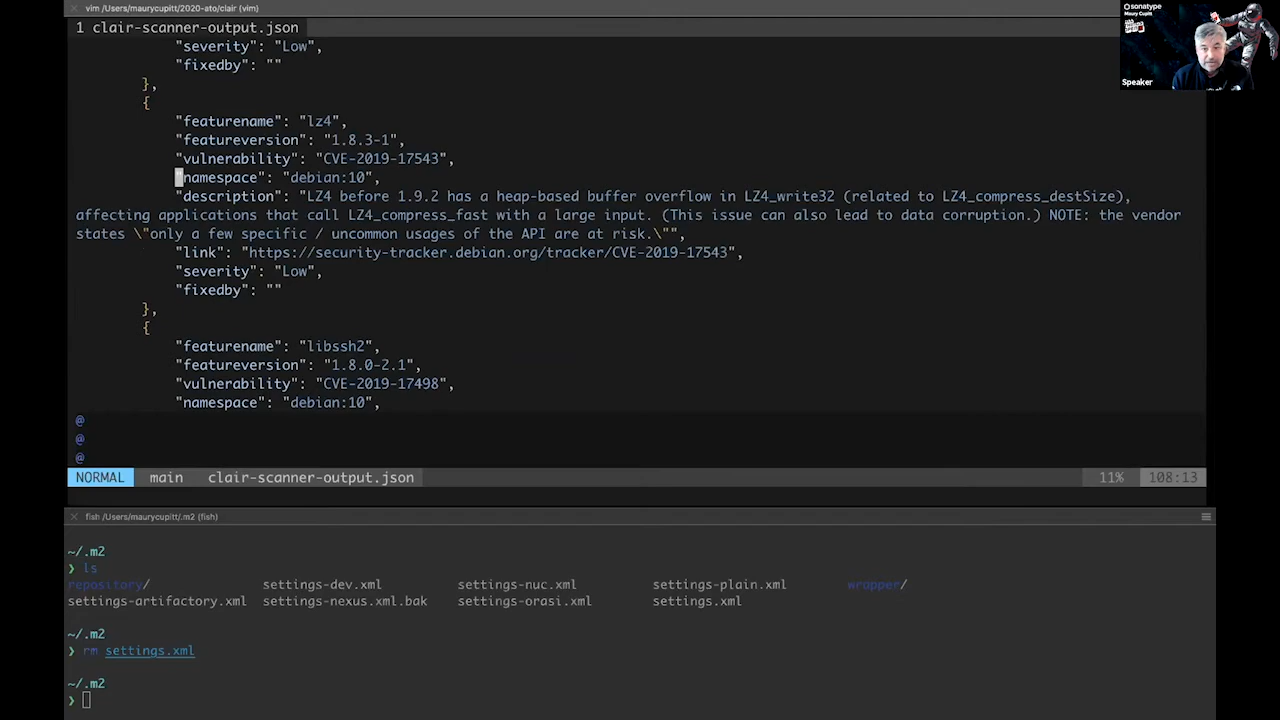 vim /Users/maurycupitt/2020-ato/clair (vim)
1 clair-scanner-output.json
"severity": "Low",
"fixedby": ""
},
{
"featurename": "lz4",
"featureversion": "1.8.3-1",
"vulnerability": "CVE-2019-17543",
"namespace": "debian:10",
"description": "LZ4 before 1.9.2 has a heap-based buffer overflow in LZ4_write32 (related to LZ4_compress_destSize),
affecting applications that call LZ4_compress_fast with a large input. (This issue can also lead to data corruption.) NOTE: the vendor
states \"only a few specific / uncommon usages of the API are at risk.\"",
"link": "https://security-tracker.debian.org/tracker/CVE-2019-17543",
"severity": "Low",
"fixedby": ""
},
{
"featurename": "libssh2",
"featureversion": "1.8.0-2.1",
"vulnerability": "CVE-2019-17498",
"namespace": "debian:10",
@
@
@
NORMAL main clair-scanner-output.json 11% 108:13
fish /Users/maurycupitt/.m2 (fish)
~/.m2
❯ ls
repository/ settings-dev.xml settings-nuc.xml settings-plain.xml wrapper/
settings-artifactory.xml settings-nexus.xml.bak settings-orasi.xml settings.xml
~/.m2
❯ rm settings.xml
~/.m2
❯
sonatype
Maury Cupitt
Speaker